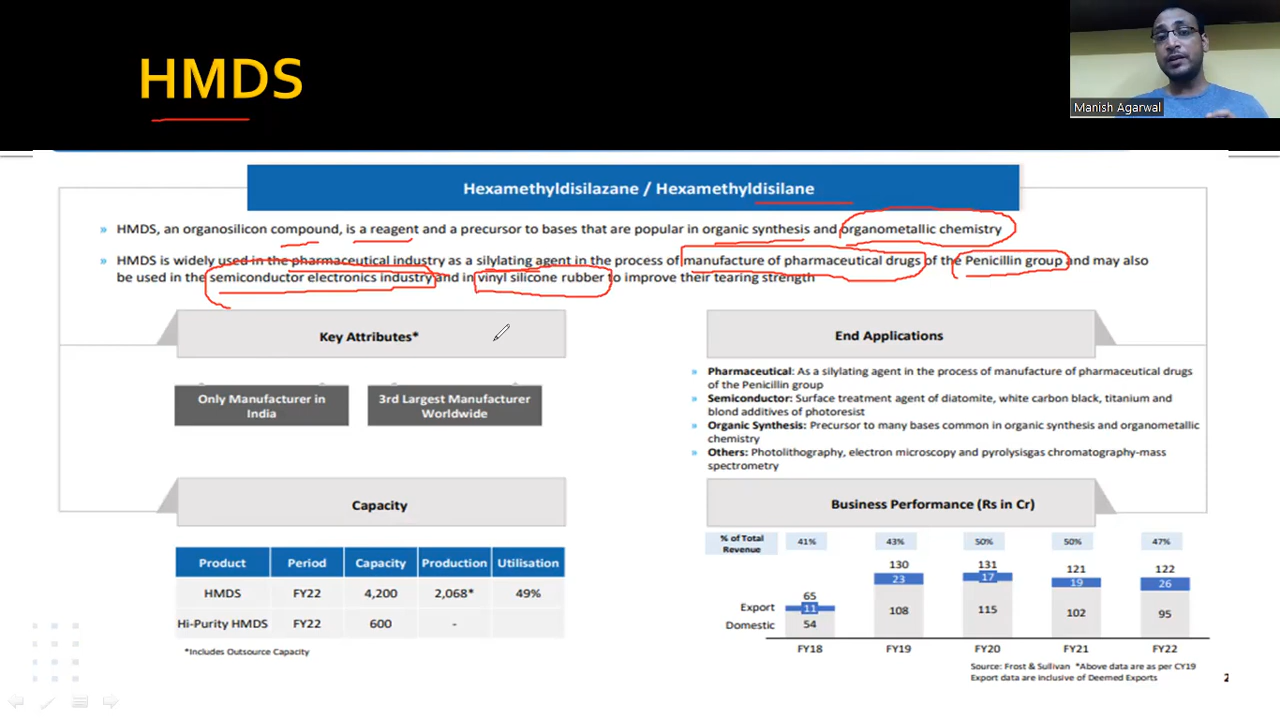 HMDS
Manish Agarwal
Hexamethyldisilazane / Hexamethyldisilane
» HMDS, an organosilicon compound, is a reagent and a precursor to bases that are popular in organic synthesis and organometallic chemistry
» HMDS is widely used in the pharmaceutical industry as a silylating agent in the process of manufacture of pharmaceutical drugs of the Penicillin group and may also
be used in the semiconductor electronics industry and in vinyl silicone rubber to improve their tearing strength
Key Attributes*
Only Manufacturer in
India
3rd Largest Manufacturer
Worldwide
End Applications
» Pharmaceutical: As a silylating agent in the process of manufacture of pharmaceutical drugs
of the Penicillin group
» Semiconductor: Surface treatment agent of diatomite, white carbon black, titanium and
blond additives of photoresist
» Organic Synthesis: Precursor to many bases common in organic synthesis and organometallic
chemistry
» Others: Photolithography, electron microscopy and pyrolysisgas chromatography-mass
spectrometry
Capacity
Product Period Capacity Production Utilisation
HMDS FY22 4,200 2,068* 49%
Hi-Purity HMDS FY22 600 -
*Includes Outsource Capacity
Business Performance (Rs in Cr)
% of Total
Revenue
41% 43% 50% 50% 47%
65 130 131 121 122
Export 11 23 17 19 26
Domestic 54 108 115 102 95
FY18 FY19 FY20 FY21 FY22
Source: Frost & Sullivan *Above data are as per CY19
Export data are inclusive of Deemed Exports
2